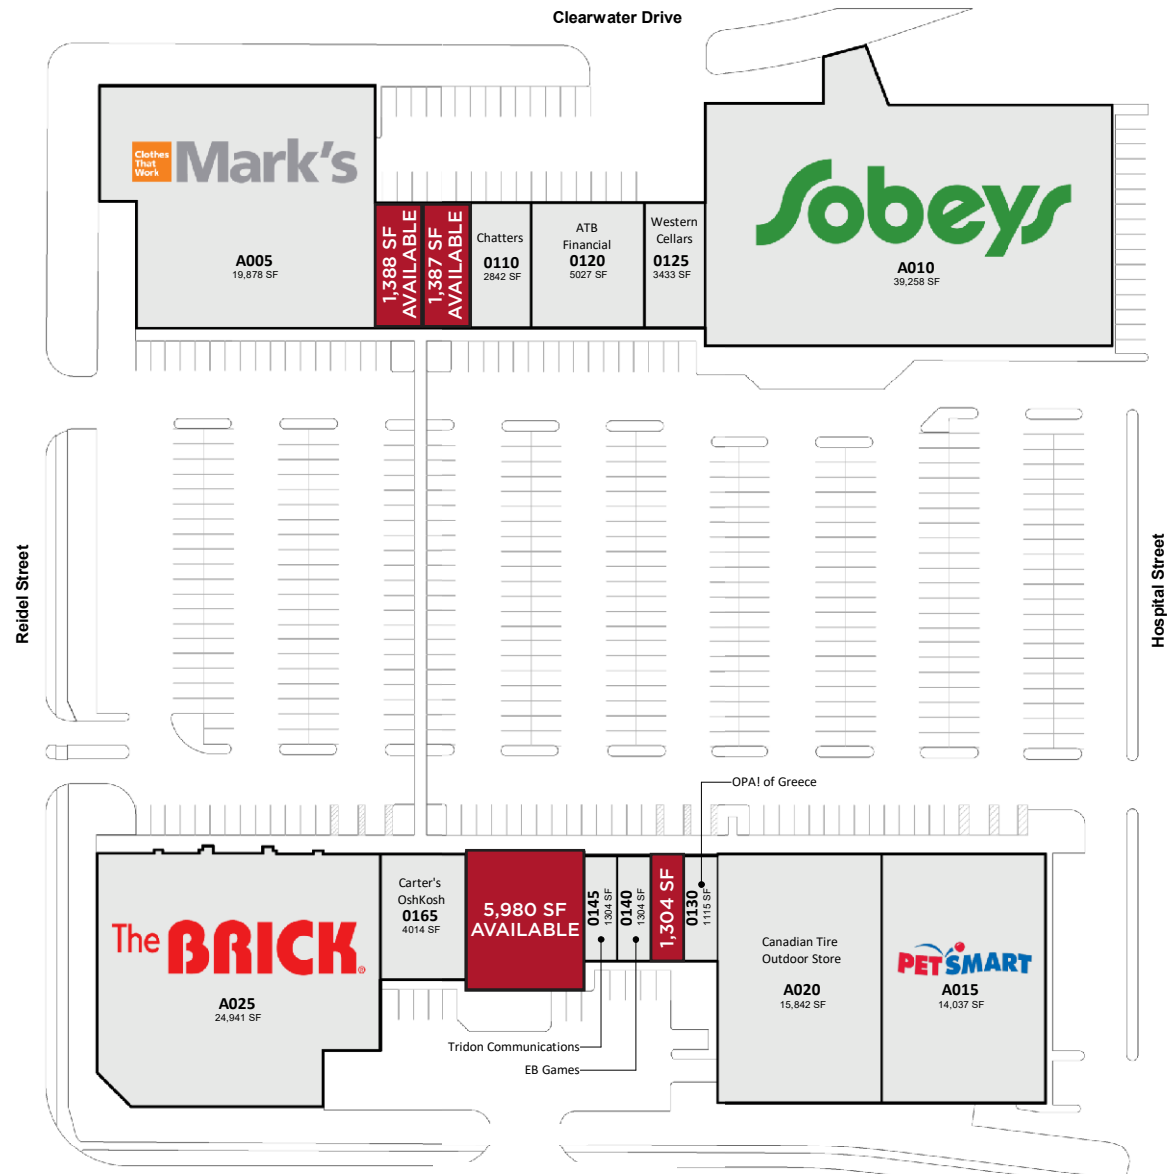 Clearwater Drive
Clothes
That
Work
Mark's
A005
19,878 SF
1,388 SF
AVAILABLE
1,387 SF
AVAILABLE
Chatters
0110
2842 SF
ATB
Financial
0120
5027 SF
Western
Cellars
0125
3433 SF
Sobeys
A010
39,258 SF
Reidel Street
Hospital Street
OPA! of Greece
The BRICK
A025
24,941 SF
Carter's
OshKosh
0165
4014 SF
5,980 SF
AVAILABLE
0145
1304 SF
0140
1304 SF
1,304 SF
0130
1115 SF
Canadian Tire
Outdoor Store
A020
15,842 SF
PETSMART
A015
14,037 SF
Tridon Communications
EB Games